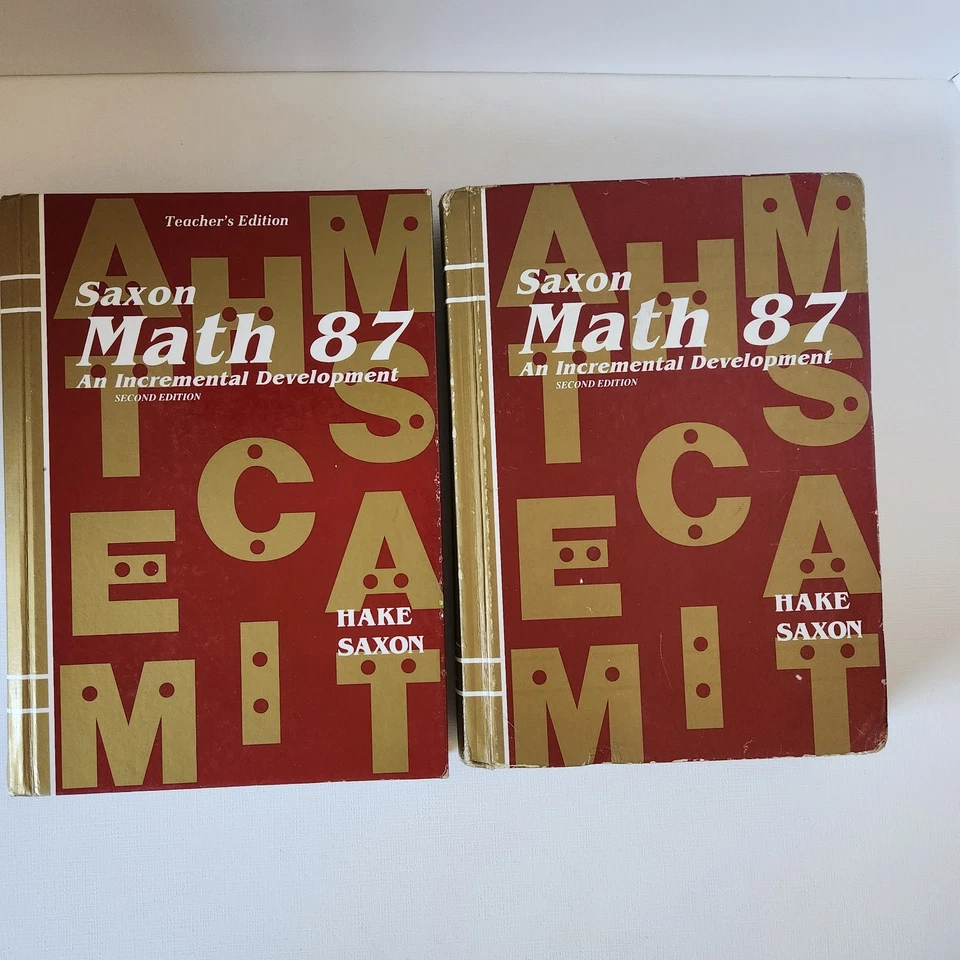 Teacher's Edition
Saxon
Math 87
An Incremental Development
SECOND EDITION
HAKE
SAXON
A H M
T S
C
E A
M I T
Saxon
Math 87
An Incremental Development
SECOND EDITION
HAKE
SAXON
A H M
T S
C
E A
M I T